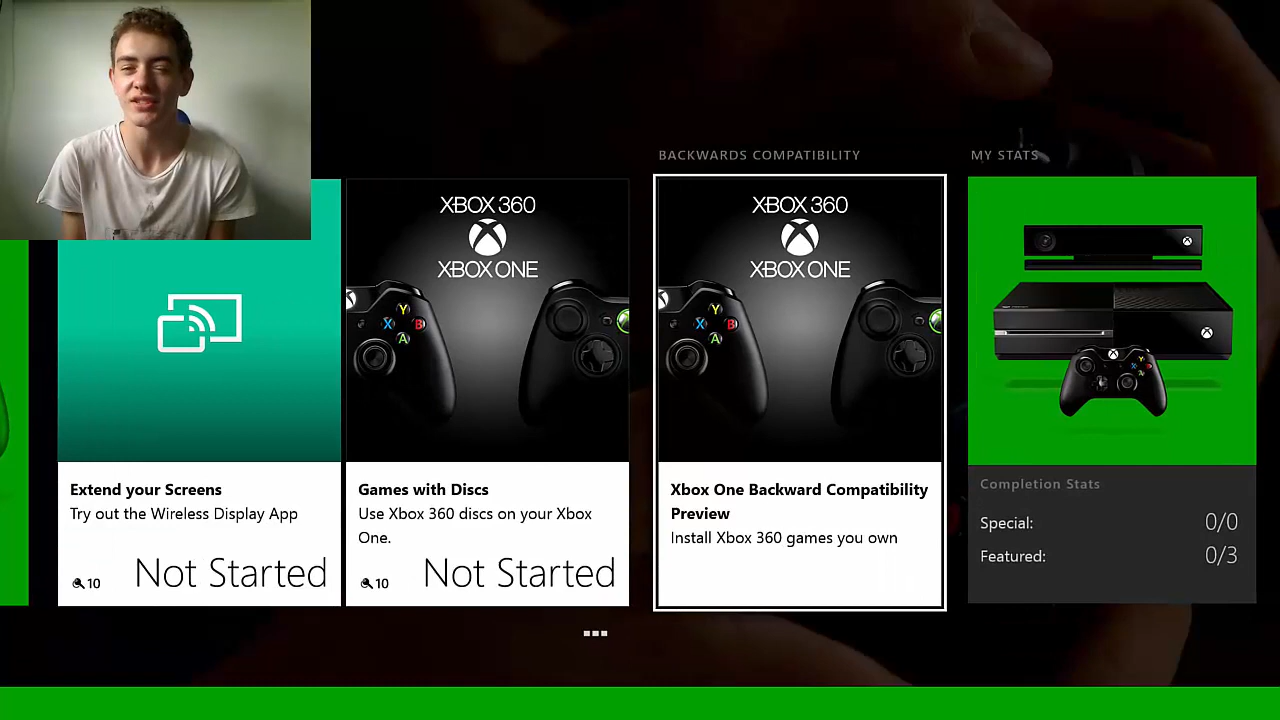 BACKWARDS COMPATIBILITY
MY STATS
XBOX 360
XBOX ONE
XBOX 360
XBOX ONE
Y
X
B
A
Y
X
B
A
Extend your Screens
Try out the Wireless Display App
10
Not Started
Games with Discs
Use Xbox 360 discs on your Xbox
One.
10
Not Started
Xbox One Backward Compatibility
Preview
Install Xbox 360 games you own
Completion Stats
Special: 0/0
Featured: 0/3